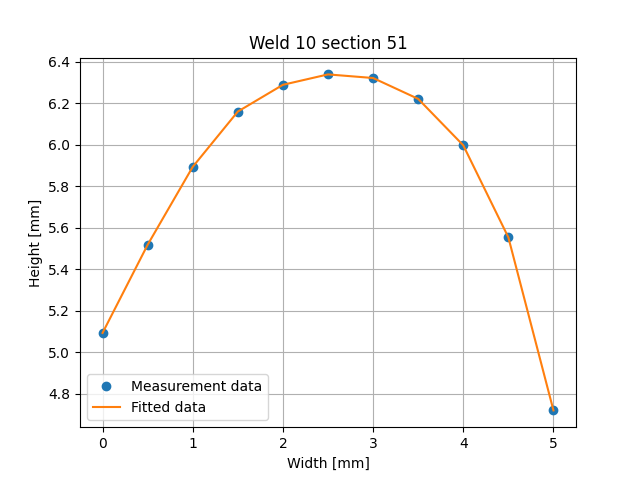 Weld 10 section 51
6.4
6.2
6.0
5.8
5.6
5.4
5.2
5.0
4.8
Height [mm]
Measurement data
Fitted data
0 1 2 3 4 5
Width [mm]